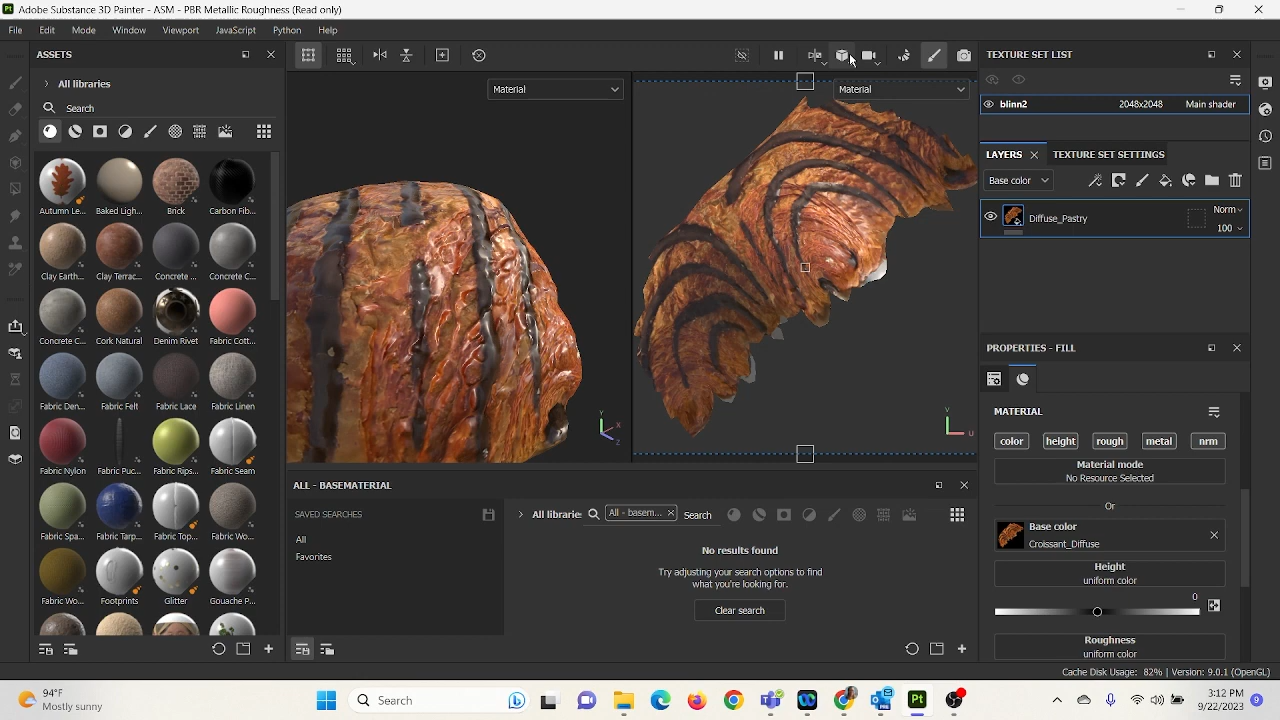 Pt Adobe Substance 3D Painter - ASM - PBR Metallic Roughness (Read only)
File Edit Mode Window Viewport JavaScript Python Help
ASSETS
All libraries
Search
Autumn Le...
Baked Ligh...
Brick
Carbon Fib...
Clay Earth...
Clay Terrac...
Concrete ...
Concrete C...
Concrete C...
Cork Natural
Denim Rivet
Fabric Cott...
Fabric Den...
Fabric Felt
Fabric Lace
Fabric Linen
Fabric Nylon
Fabric Puc...
Fabric Rips...
Fabric Seam
Fabric Spa...
Fabric Tarp...
Fabric Top...
Fabric Wo...
Fabric Wo...
Footprints
Glitter
Gouache P...
Material
Material
Y
X
Z
V
U
ALL - BASEMATERIAL
SAVED SEARCHES
All
Favorites
All librarie
All - basem...
Search
No results found
Try adjusting your search options to find
what you're looking for.
Clear search
TEXTURE SET LIST
blinn2 2048x2048 Main shader
LAYERS TEXTURE SET SETTINGS
Base color
Diffuse_Pastry
Norm
100
PROPERTIES - FILL
MATERIAL
color height rough metal nrm
Material mode
No Resource Selected
Or
Base color
Croissant_Diffuse
Height
uniform color
0
Roughness
uniform color
Cache Disk Usage: 82% | Version: 9.0.1 (OpenGL)
94°F
Mostly sunny
Search
Pt
3:12 PM
9/22/2023
9